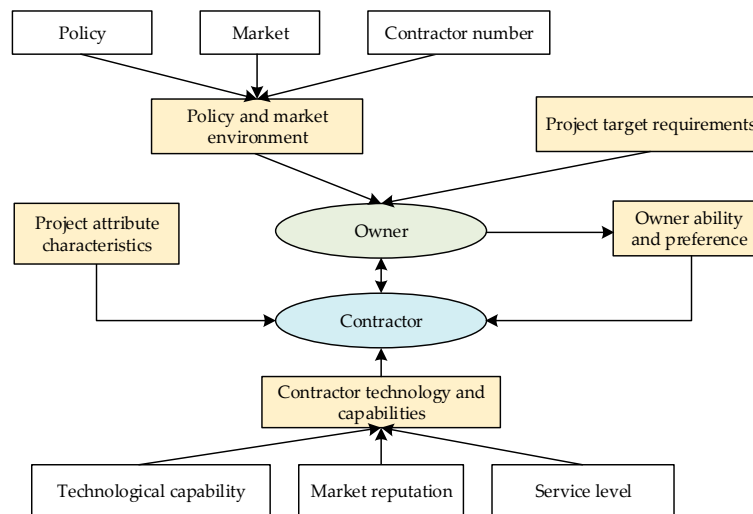 Policy
Market
Contractor number
Policy and market
environment
Project target requirements
Project attribute
characteristics
Owner
Owner ability
and preference
Contractor
Contractor technology and
capabilities
Technological capability
Market reputation
Service level